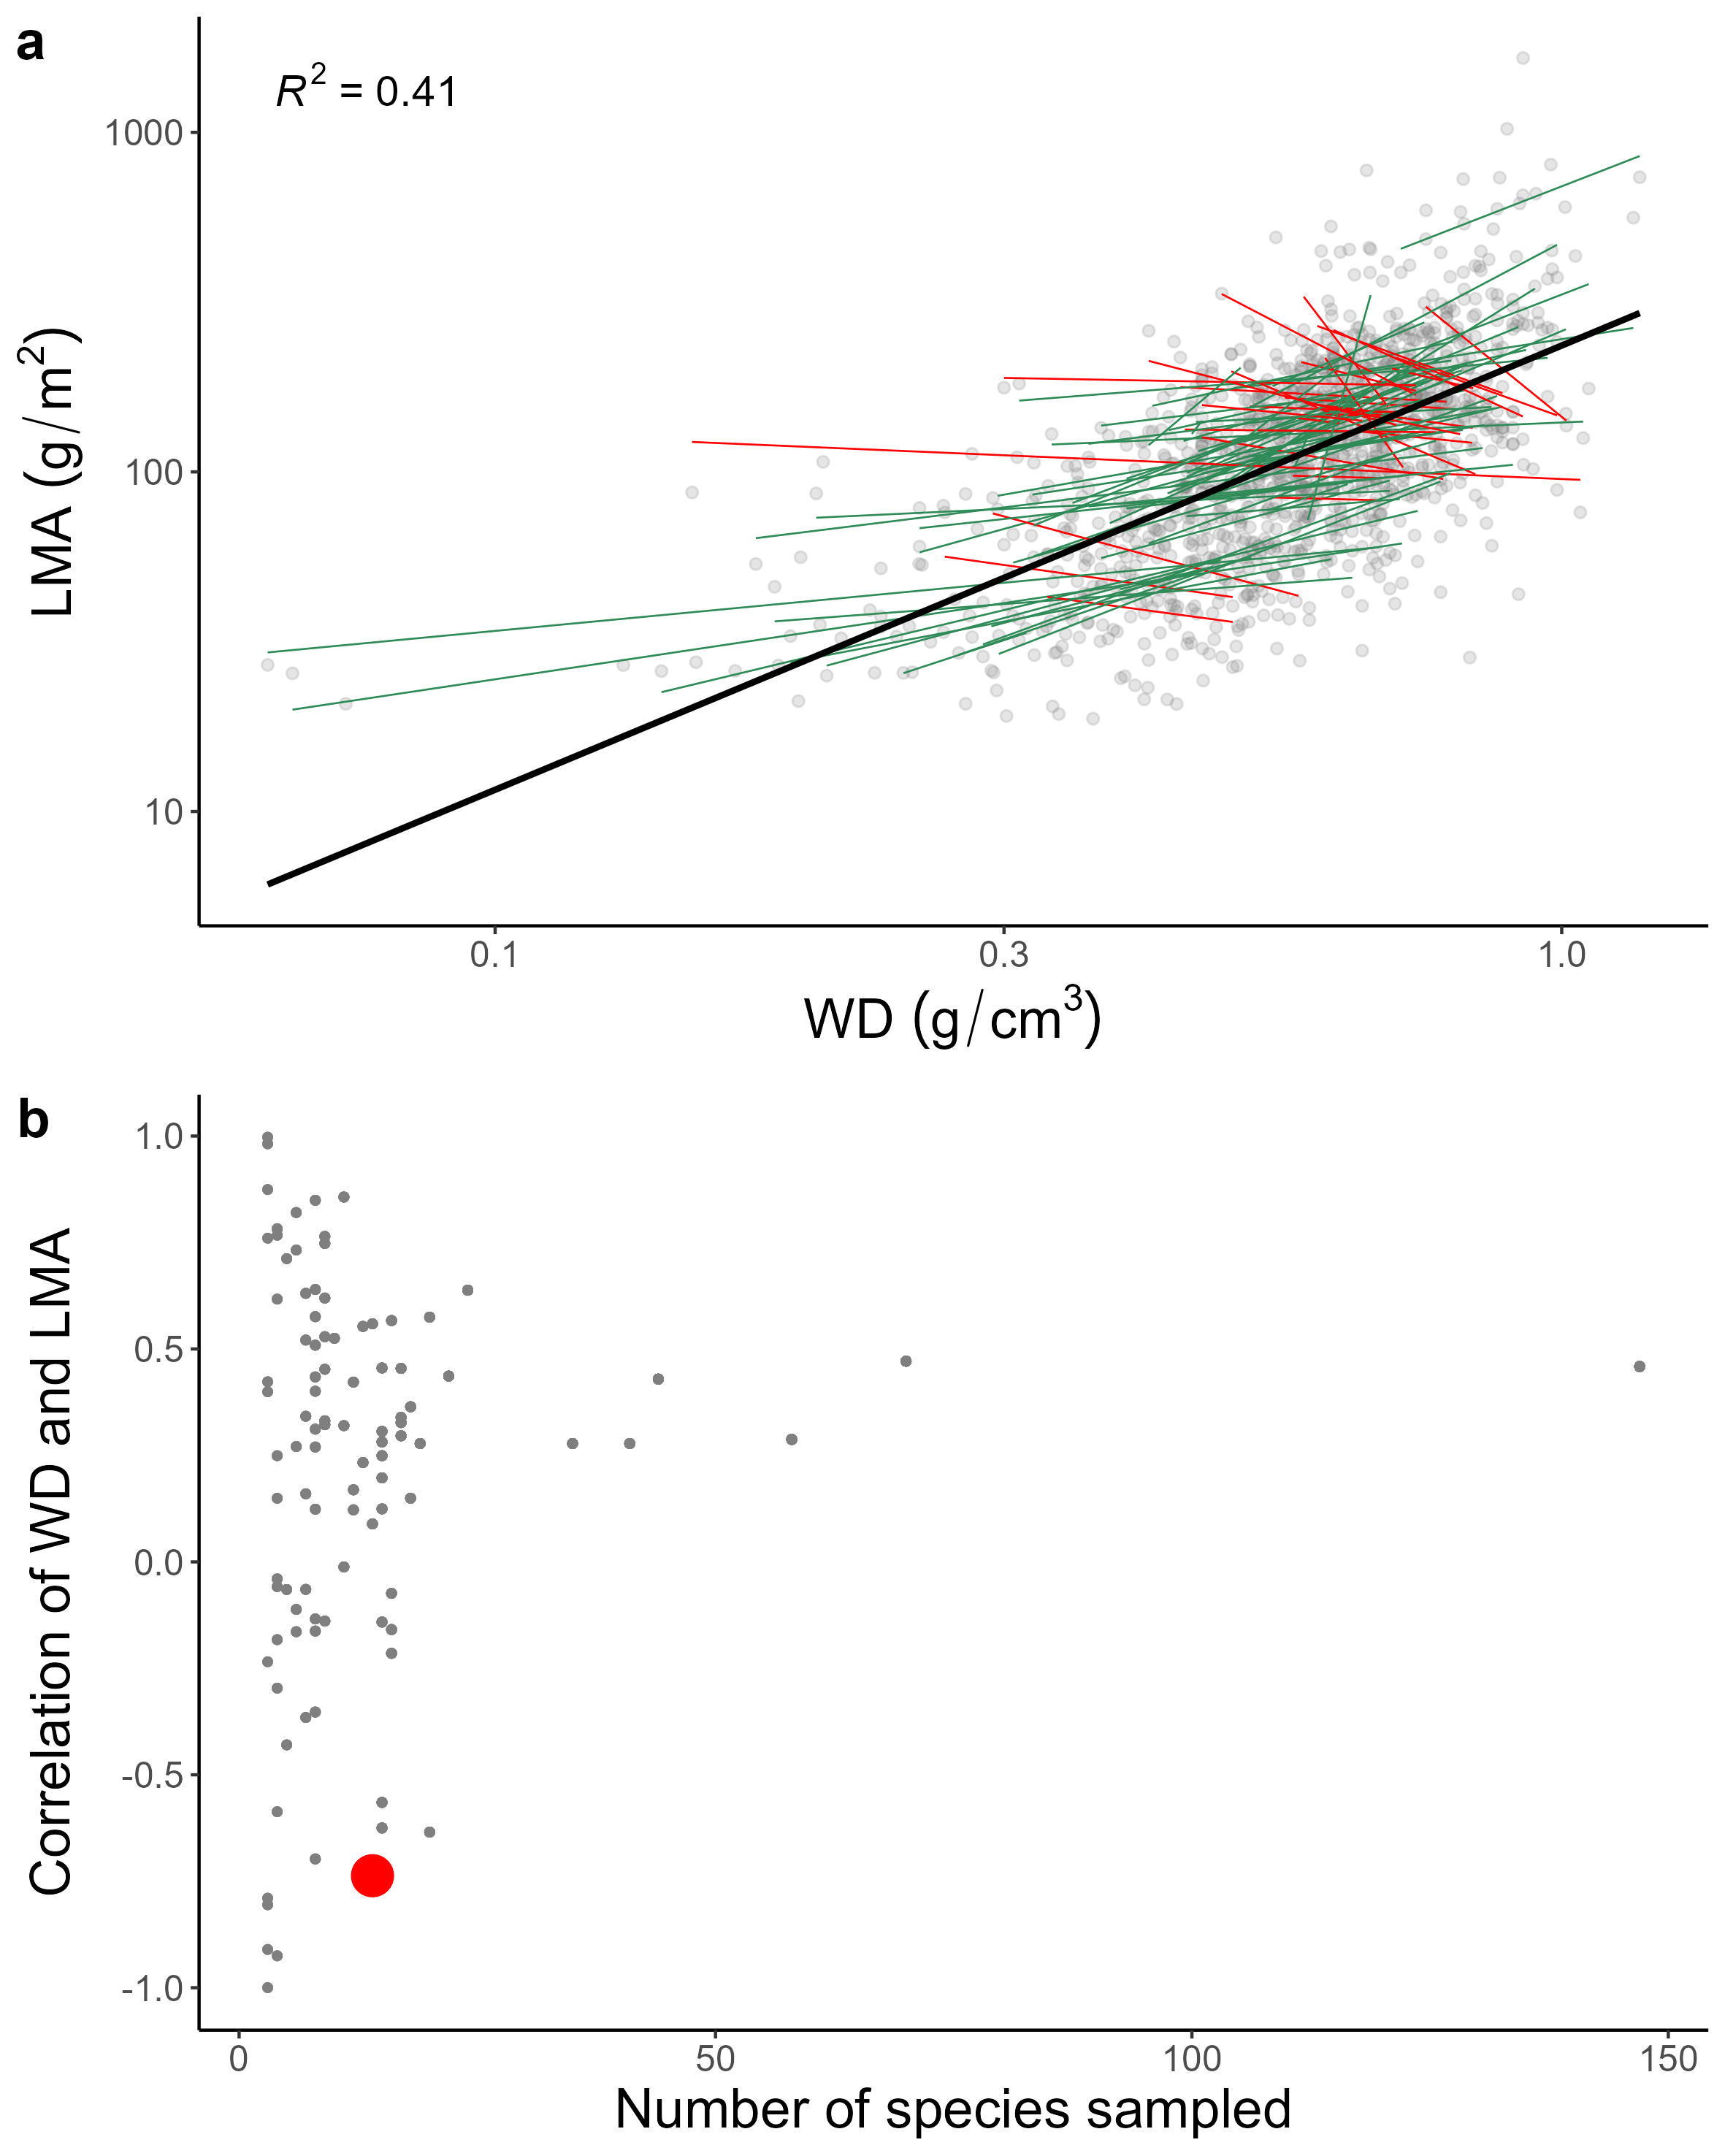 a
R² = 0.41
1000
100
10
LMA (g/m²)
0.1 0.3 1.0
WD (g/cm³)
b
1.0
0.5
0.0
-0.5
-1.0
Correlation of WD and LMA
0 50 100 150
Number of species sampled